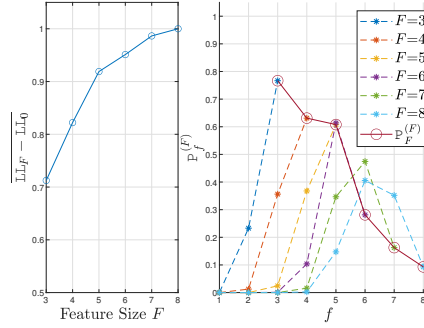 1
0.9
0.8
0.7
0.6
0.5
3 4 5 6 7 8
Feature Size F
LL_F − LL_0
1
0.9
0.8
0.7
0.6
0.5
0.4
0.3
0.2
0.1
0
1 2 3 4 5 6 7 8
f
ℙ_f^(F)
F=3
F=4
F=5
F=6
F=7
F=8
ℙ_F^(F)